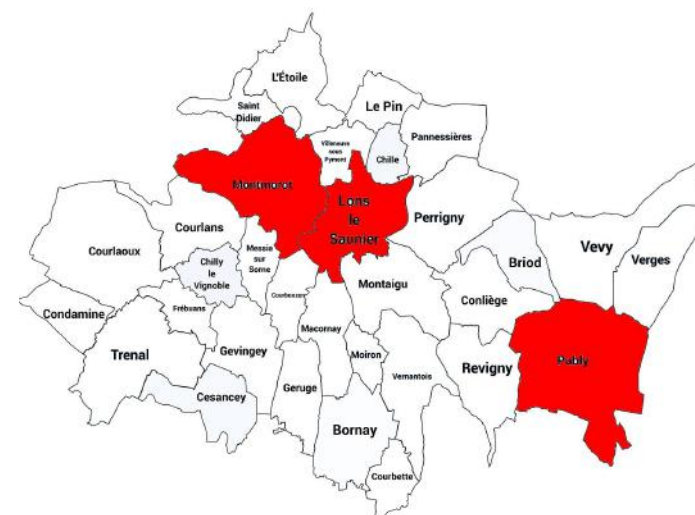 L'Étoile
Saint
Didier
Le Pin
Pannessières
Villeneuve
sous
Pymont
Chille
Montmorot
Lons
le
Saunier
Perrigny
Courlans
Courlaoux
Messia
sur
Sorne
Chilly
le
Vignoble
Briod
Vevy
Verges
Condamine
Frébuans
Courbouzon
Montaigu
Conliège
Macornay
Trenal
Gevingey
Moiron
Vernantois
Revigny
Pably
Cesancey
Geruge
Bornay
Courbette